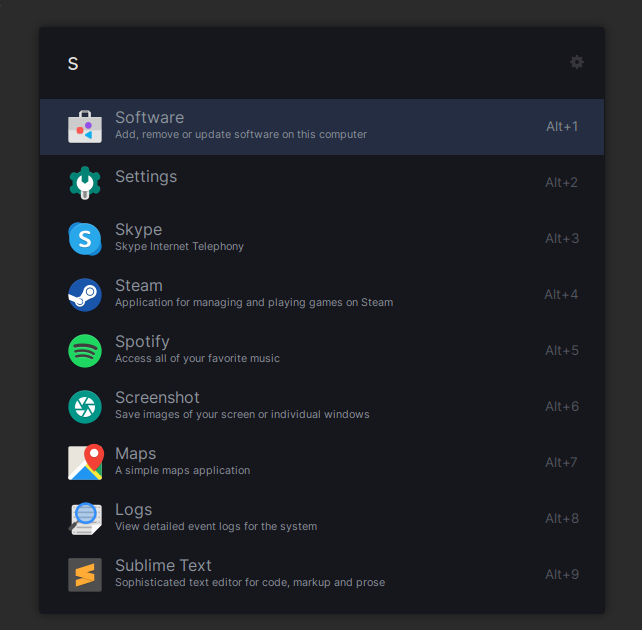 S
Software
Add, remove or update software on this computer
Alt+1
Settings
Alt+2
Skype
Skype Internet Telephony
Alt+3
Steam
Application for managing and playing games on Steam
Alt+4
Spotify
Access all of your favorite music
Alt+5
Screenshot
Save images of your screen or individual windows
Alt+6
Maps
A simple maps application
Alt+7
Logs
View detailed event logs for the system
Alt+8
Sublime Text
Sophisticated text editor for code, markup and prose
Alt+9